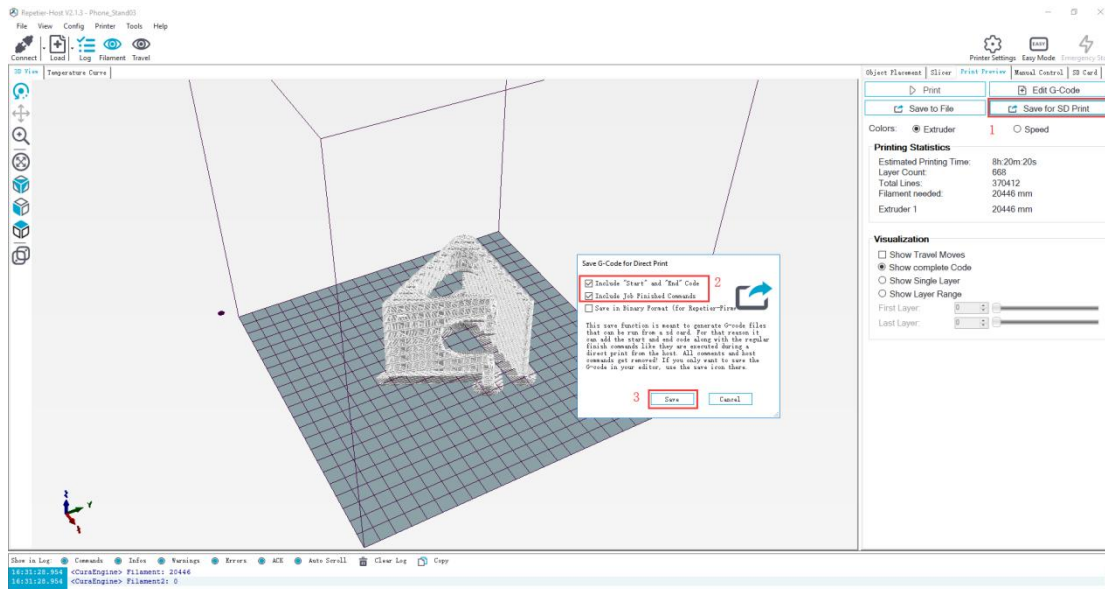 Repetier-Host V2.1.3 - Phone_Stand05
File View Config Printer Tools Help
Connect Load Log Filament Travel
Printer Settings Easy Mode Emergency St
EASY
3D View Temperature Curve
Object Placement Slicer Print Preview Manual Control SD Card
Print Edit G-Code
Save to File Save for SD Print
Colors: Extruder 1 Speed
Printing Statistics
Estimated Printing Time: 8h:20m:20s
Layer Count: 668
Total Lines: 370412
Filament needed: 20446 mm
Extruder 1 20446 mm
Visualization
Show Travel Moves
Show complete Code
Show Single Layer
Show Layer Range
First Layer: 0
Last Layer: 0
Save G-Code for Direct Print
Include "Start" and "End" Code 2
Include Job Finished Commands
Save in Binary Format (for Repetier-Firm
This save function is meant to generate G-code files
that can be run from a sd card. For that reason it
can add the start and end code along with the regular
finish commands like they are executed during a
direct print from the host. All comments and host
commands get removed! If you only want to save the
G-code in your editor, use the save icon there.
3 Save Cancel
Show in Log: Commands Infos Warnings Errors ACK Auto Scroll Clear Log Copy
16:31:28.954 <CuraEngine> Filament: 20446
16:31:28.954 <CuraEngine> Filament2: 0